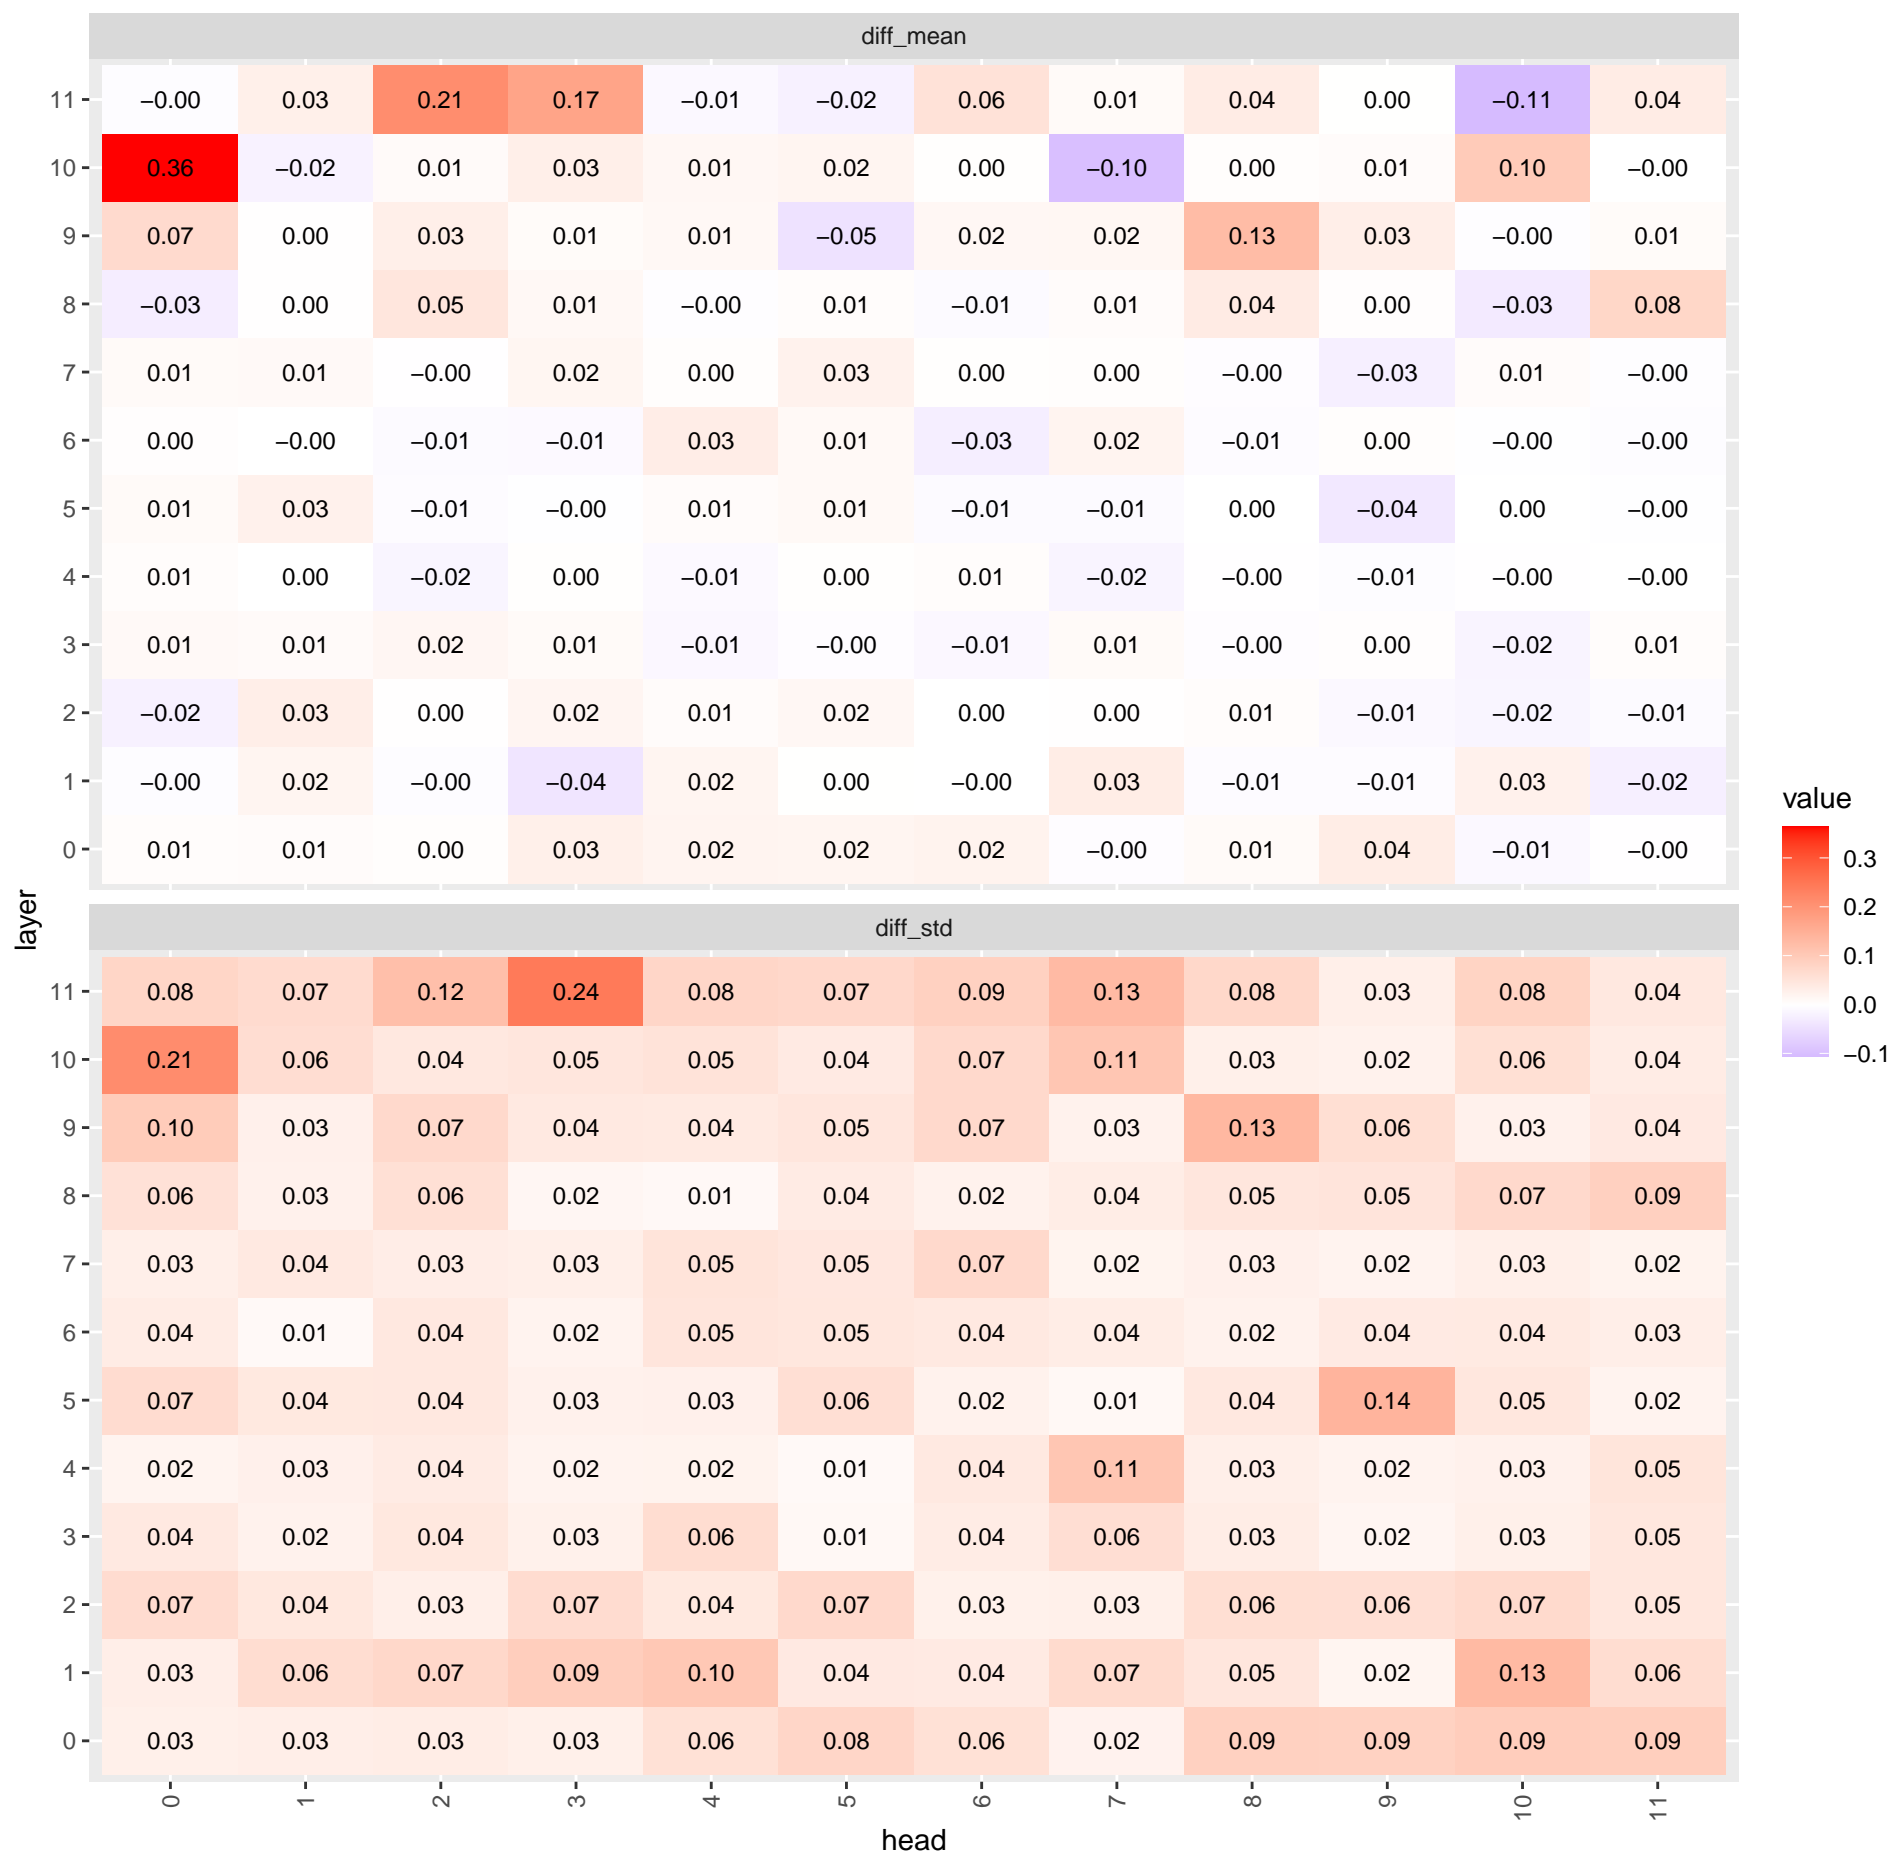 diff_mean
11 −0.00 0.03 0.21 0.17 −0.01 −0.02 0.06 0.01 0.04 0.00 −0.11 0.04
10 0.36 −0.02 0.01 0.03 0.01 0.02 0.00 −0.10 0.00 0.01 0.10 −0.00
9 0.07 0.00 0.03 0.01 0.01 −0.05 0.02 0.02 0.13 0.03 −0.00 0.01
8 −0.03 0.00 0.05 0.01 −0.00 0.01 −0.01 0.01 0.04 0.00 −0.03 0.08
7 0.01 0.01 −0.00 0.02 0.00 0.03 0.00 0.00 −0.00 −0.03 0.01 −0.00
6 0.00 −0.00 −0.01 −0.01 0.03 0.01 −0.03 0.02 −0.01 0.00 −0.00 −0.00
5 0.01 0.03 −0.01 −0.00 0.01 0.01 −0.01 −0.01 0.00 −0.04 0.00 −0.00
4 0.01 0.00 −0.02 0.00 −0.01 0.00 0.01 −0.02 −0.00 −0.01 −0.00 −0.00
3 0.01 0.01 0.02 0.01 −0.01 −0.00 −0.01 0.01 −0.00 0.00 −0.02 0.01
2 −0.02 0.03 0.00 0.02 0.01 0.02 0.00 0.00 0.01 −0.01 −0.02 −0.01
1 −0.00 0.02 −0.00 −0.04 0.02 0.00 −0.00 0.03 −0.01 −0.01 0.03 −0.02
0 0.01 0.01 0.00 0.03 0.02 0.02 0.02 −0.00 0.01 0.04 −0.01 −0.00
layer
diff_std
11 0.08 0.07 0.12 0.24 0.08 0.07 0.09 0.13 0.08 0.03 0.08 0.04
10 0.21 0.06 0.04 0.05 0.05 0.04 0.07 0.11 0.03 0.02 0.06 0.04
9 0.10 0.03 0.07 0.04 0.04 0.05 0.07 0.03 0.13 0.06 0.03 0.04
8 0.06 0.03 0.06 0.02 0.01 0.04 0.02 0.04 0.05 0.05 0.07 0.09
7 0.03 0.04 0.03 0.03 0.05 0.05 0.07 0.02 0.03 0.02 0.03 0.02
6 0.04 0.01 0.04 0.02 0.05 0.05 0.04 0.04 0.02 0.04 0.04 0.03
5 0.07 0.04 0.04 0.03 0.03 0.06 0.02 0.01 0.04 0.14 0.05 0.02
4 0.02 0.03 0.04 0.02 0.02 0.01 0.04 0.11 0.03 0.02 0.03 0.05
3 0.04 0.02 0.04 0.03 0.06 0.01 0.04 0.06 0.03 0.02 0.03 0.05
2 0.07 0.04 0.03 0.07 0.04 0.07 0.03 0.03 0.06 0.06 0.07 0.05
1 0.03 0.06 0.07 0.09 0.10 0.04 0.04 0.07 0.05 0.02 0.13 0.06
0 0.03 0.03 0.03 0.03 0.06 0.08 0.06 0.02 0.09 0.09 0.09 0.09
0 1 2 3 4 5 6 7 8 9 10 11
head
value
0.3
0.2
0.1
0.0
−0.1